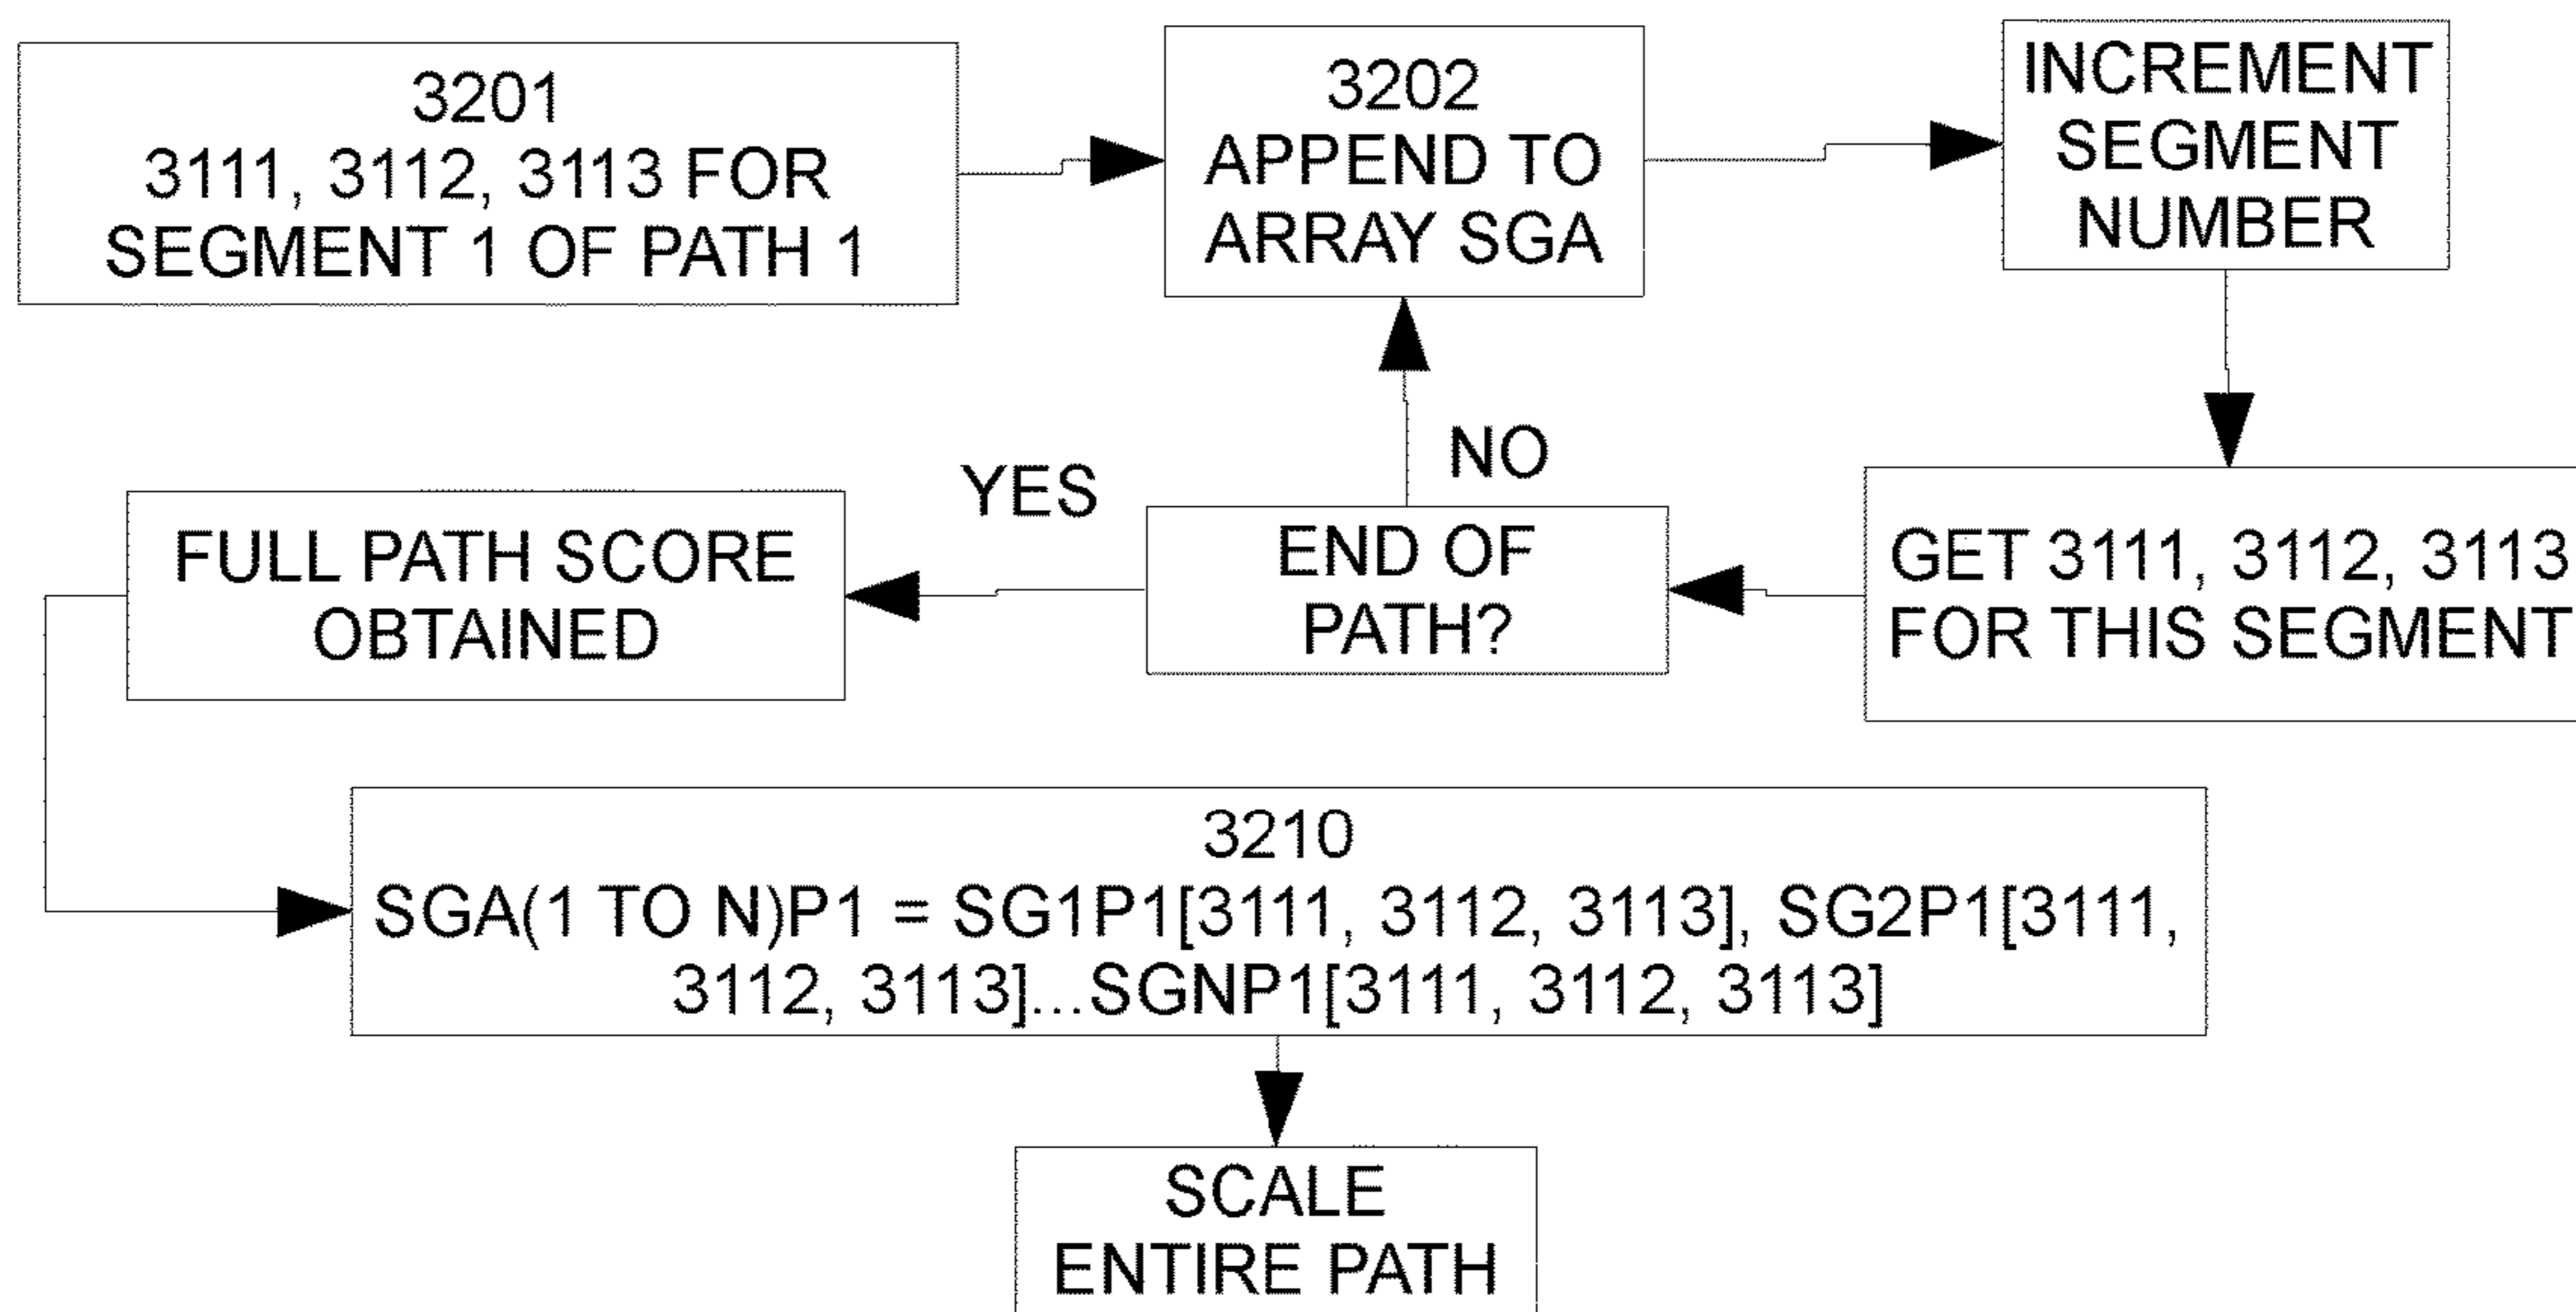 3201
3111, 3112, 3113 FOR
SEGMENT 1 OF PATH 1
3202
APPEND TO
ARRAY SGA
INCREMENT
SEGMENT
NUMBER
GET 3111, 3112, 3113
FOR THIS SEGMENT
END OF
PATH?
NO
YES
FULL PATH SCORE
OBTAINED
3210
SGA(1 TO N)P1 = SG1P1[3111, 3112, 3113], SG2P1[3111,
3112, 3113]...SGNP1[3111, 3112, 3113]
SCALE
ENTIRE PATH